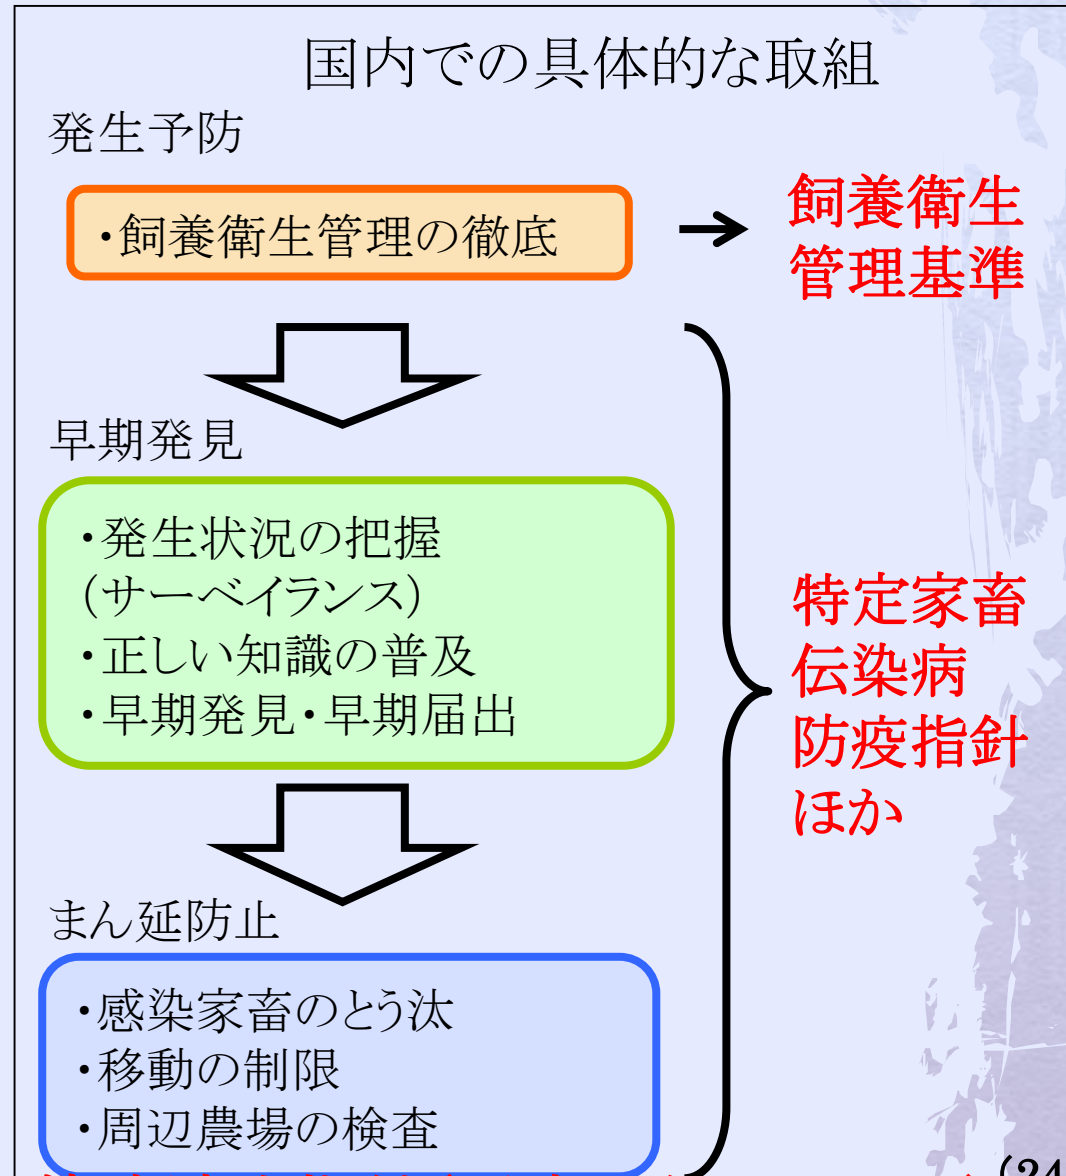 国内での具体的な取組
発生予防
・飼養衛生管理の徹底
飼養衛生
管理基準
早期発見
・発生状況の把握
(サーベイランス)
・正しい知識の普及
・早期発見・早期届出
特定家畜
伝染病
防疫指針
ほか
まん延防止
・感染家畜のとう汰
・移動の制限
・周辺農場の検査